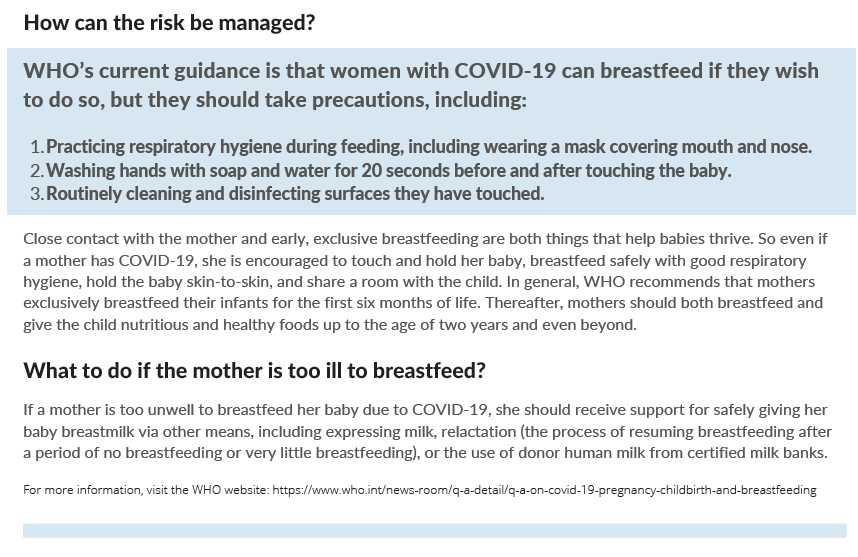 How can the risk be managed?
WHO’s current guidance is that women with COVID-19 can breastfeed if they wish
to do so, but they should take precautions, including:
1. Practicing respiratory hygiene during feeding, including wearing a mask covering mouth and nose.
2. Washing hands with soap and water for 20 seconds before and after touching the baby.
3. Routinely cleaning and disinfecting surfaces they have touched.
Close contact with the mother and early, exclusive breastfeeding are both things that help babies thrive. So even if
a mother has COVID-19, she is encouraged to touch and hold her baby, breastfeed safely with good respiratory
hygiene, hold the baby skin-to-skin, and share a room with the child. In general, WHO recommends that mothers
exclusively breastfeed their infants for the first six months of life. Thereafter, mothers should both breastfeed and
give the child nutritious and healthy foods up to the age of two years and even beyond.
What to do if the mother is too ill to breastfeed?
If a mother is too unwell to breastfeed her baby due to COVID-19, she should receive support for safely giving her
baby breastmilk via other means, including expressing milk, relactation (the process of resuming breastfeeding after
a period of no breastfeeding or very little breastfeeding), or the use of donor human milk from certified milk banks.
For more information, visit the WHO website: https://www.who.int/news-room/q-a-detail/q-a-on-covid-19-pregnancy-childbirth-and-breastfeeding